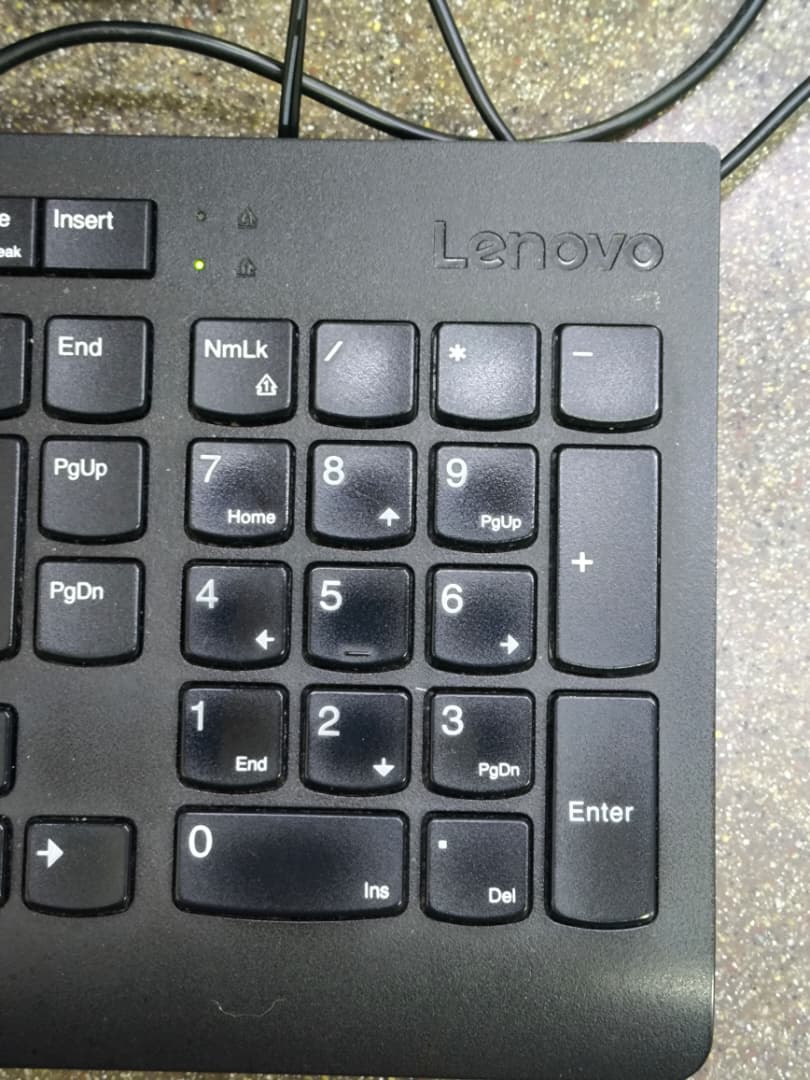 Insert
eak
Lenovo
End
NmLk
/
*
-
PgUp
7
Home
8
9
PgUp
+
PgDn
4
5
6
1
End
2
3
PgDn
Enter
0
Ins
.
Del